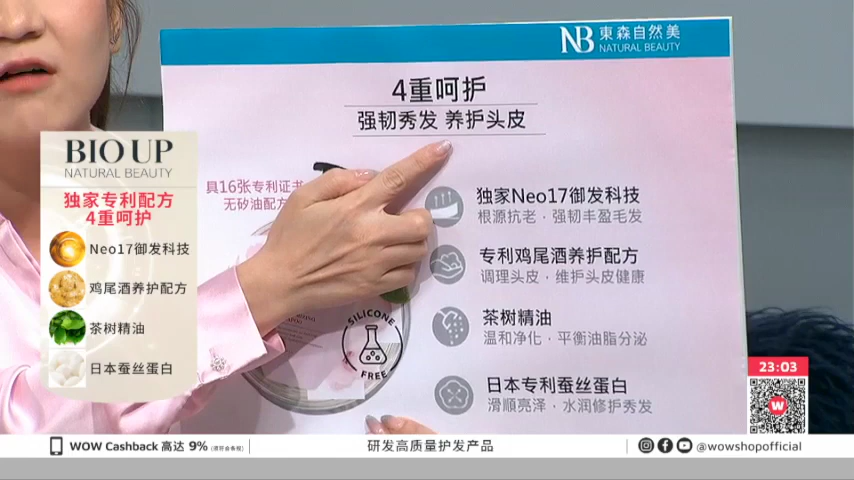 NB 東森自然美
NATURAL BEAUTY
4重呵护
强韧秀发 养护头皮
具16张专利证书
无矽油配方
独家Neo17御发科技
根源抗老·强韧丰盈毛发
专利鸡尾酒养护配方
调理头皮·维护头皮健康
茶树精油
温和净化·平衡油脂分泌
日本专利蚕丝蛋白
滑顺亮泽·水润修护秀发
SILICONE
FREE
BIO UP
NATURAL BEAUTY
独家专利配方
4重呵护
Neo17御发科技
鸡尾酒养护配方
茶树精油
日本蚕丝蛋白
23:03
W
WOW Cashback 高达 9% (须符合条规)
研发高质量护发产品
@wowshopofficial